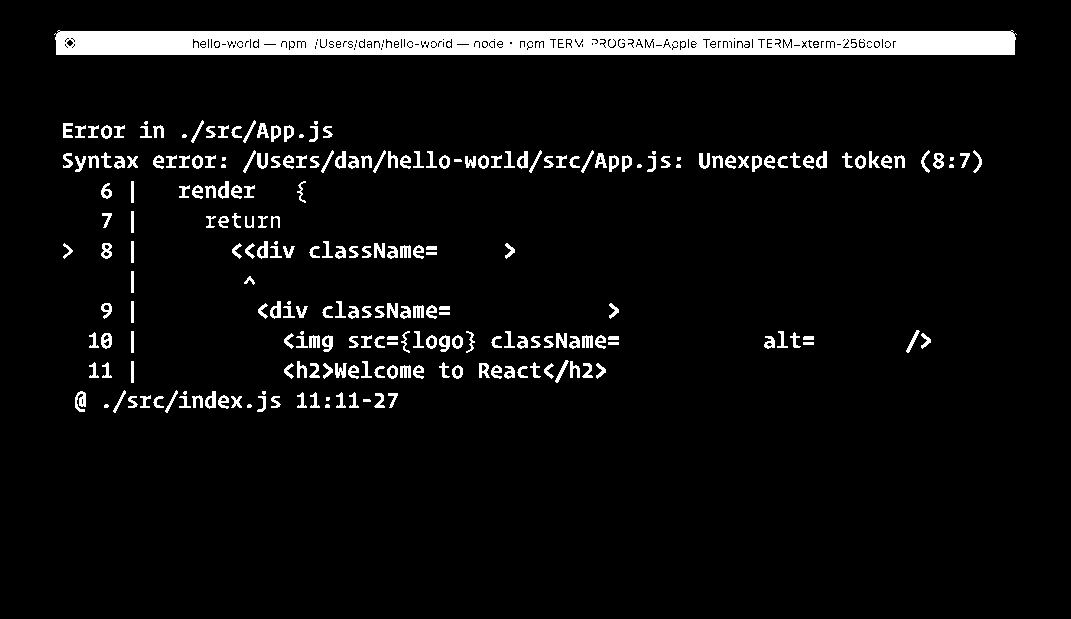 hello-world — npm /Users/dan/hello-world — node • npm TERM_PROGRAM=Apple_Terminal TERM=xterm-256color
Error in ./src/App.js
Syntax error: /Users/dan/hello-world/src/App.js: Unexpected token (8:7)
6 | render {
7 | return
> 8 | <<div className= >
| ^
9 | <div className= >
10 | <img src={logo} className= alt= />
11 | <h2>Welcome to React</h2>
@ ./src/index.js 11:11-27